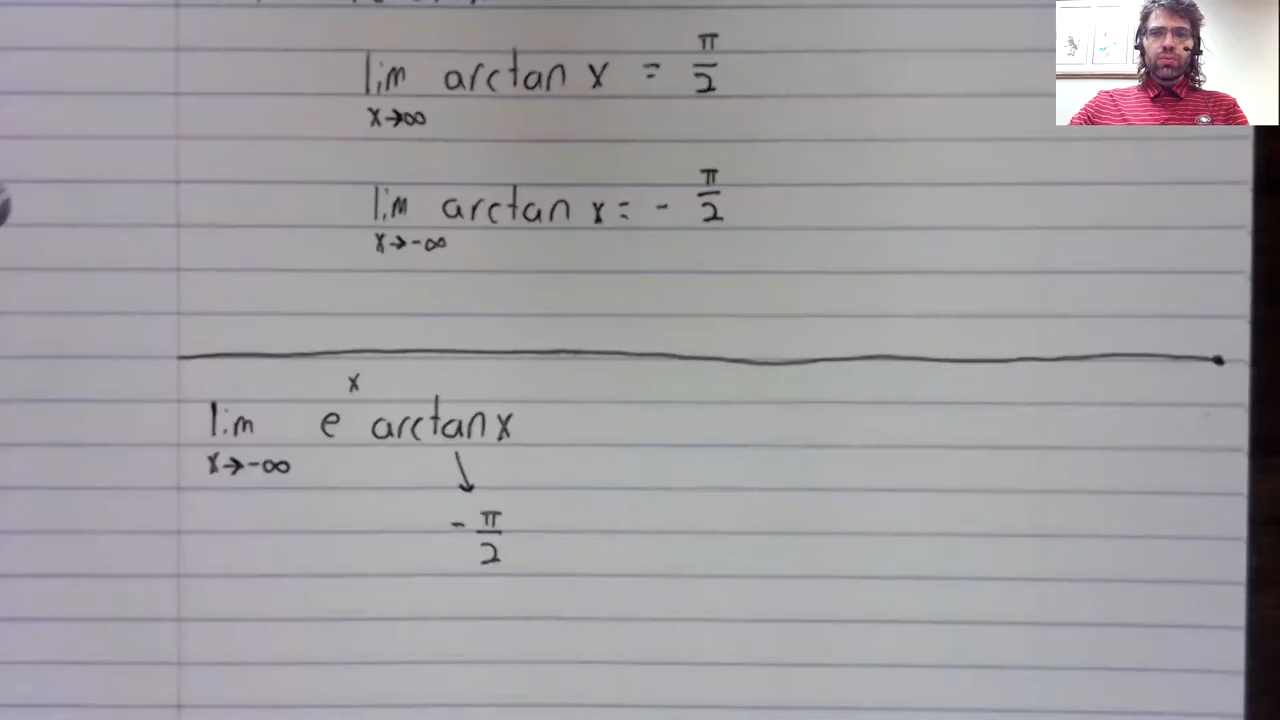 lim arctan x = π/2
x→∞
lim arctan x = - π/2
x→-∞
lim e^x arctan x
x→-∞
- π/2